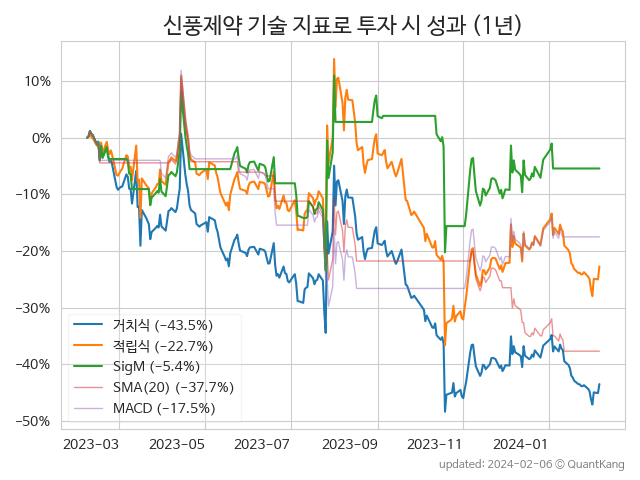 신풍제약 기술 지표로 투자 시 성과 (1년)
10%
0%
−10%
−20%
−30%
−40%
−50%
거치식 (−43.5%)
적립식 (−22.7%)
SigM (−5.4%)
SMA(20) (−37.7%)
MACD (−17.5%)
2023−03 2023−05 2023−07 2023−09 2023−11 2024−01
updated: 2024−02−06 © QuantKang